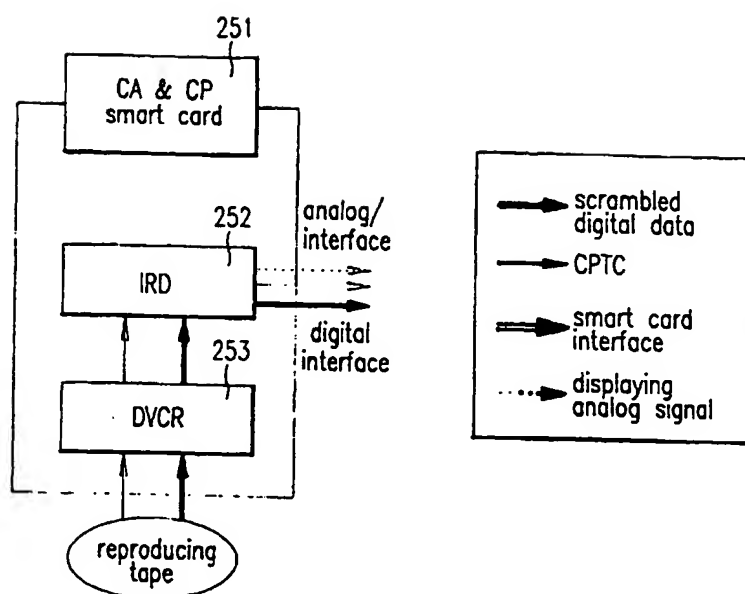 251
CA & CP
smart card
252
analog/
interface
IRD
digital
interface
253
DVCR
reproducing
tape
scrambled
digital data
CPTC
smart card
interface
displaying
analog signal